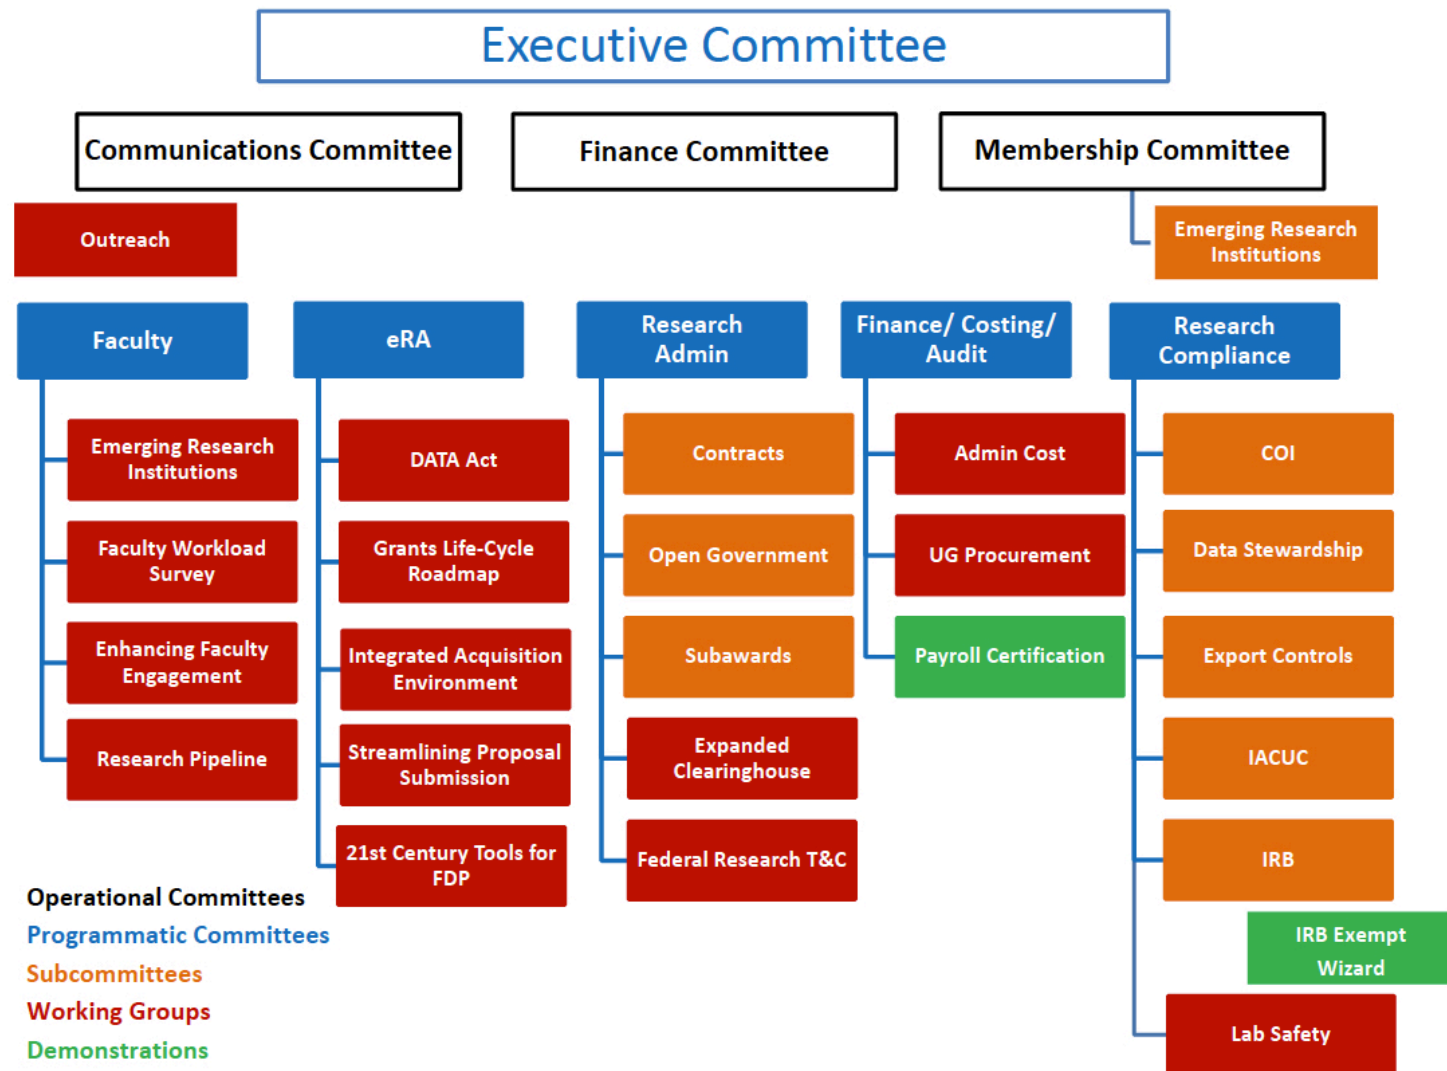 Executive Committee
Communications Committee
Finance Committee
Membership Committee
Outreach
Emerging Research
Institutions
Faculty
eRA
Research
Admin
Finance/ Costing/
Audit
Research
Compliance
Emerging Research
Institutions
Faculty Workload
Survey
Enhancing Faculty
Engagement
Research Pipeline
DATA Act
Grants Life-Cycle
Roadmap
Integrated Acquisition
Environment
Streamlining Proposal
Submission
21st Century Tools for
FDP
Contracts
Open Government
Subawards
Expanded
Clearinghouse
Federal Research T&C
Admin Cost
UG Procurement
Payroll Certification
COI
Data Stewardship
Export Controls
IACUC
IRB
IRB Exempt
Wizard
Lab Safety
Operational Committees
Programmatic Committees
Subcommittees
Working Groups
Demonstrations